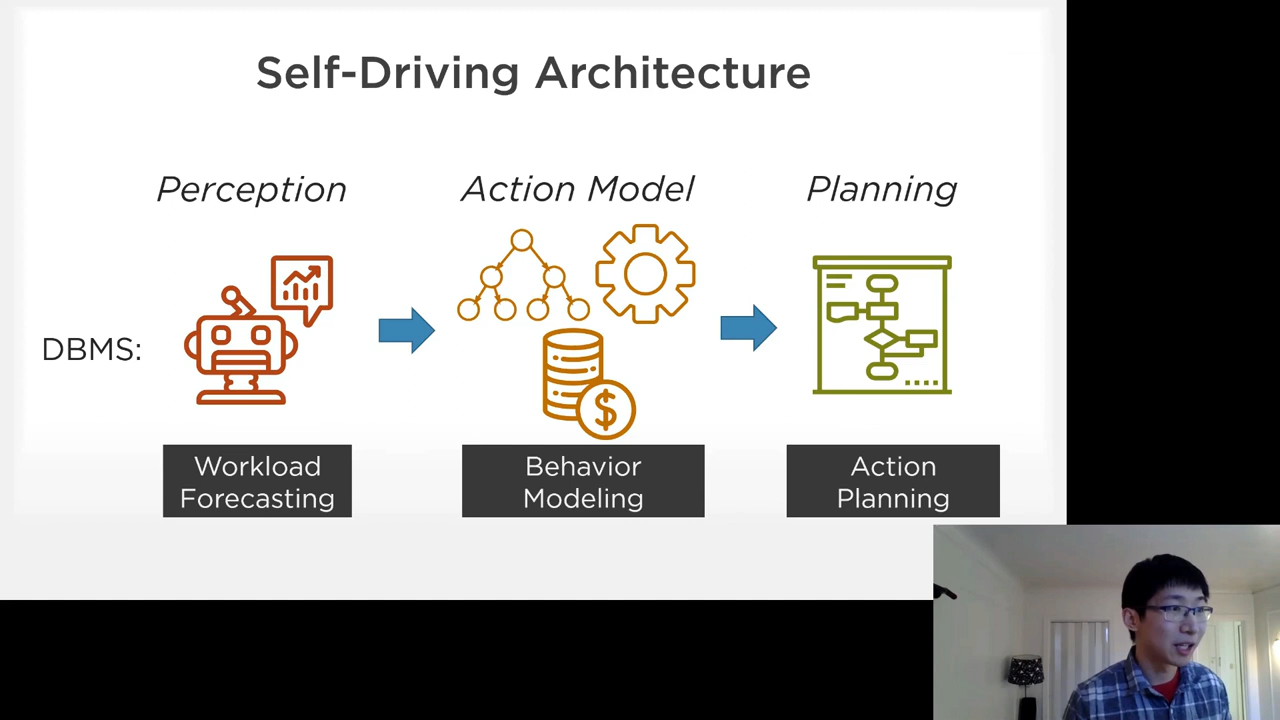 Self-Driving Architecture
Perception
Action Model
Planning
DBMS:
$
Workload
Forecasting
Behavior
Modeling
Action
Planning